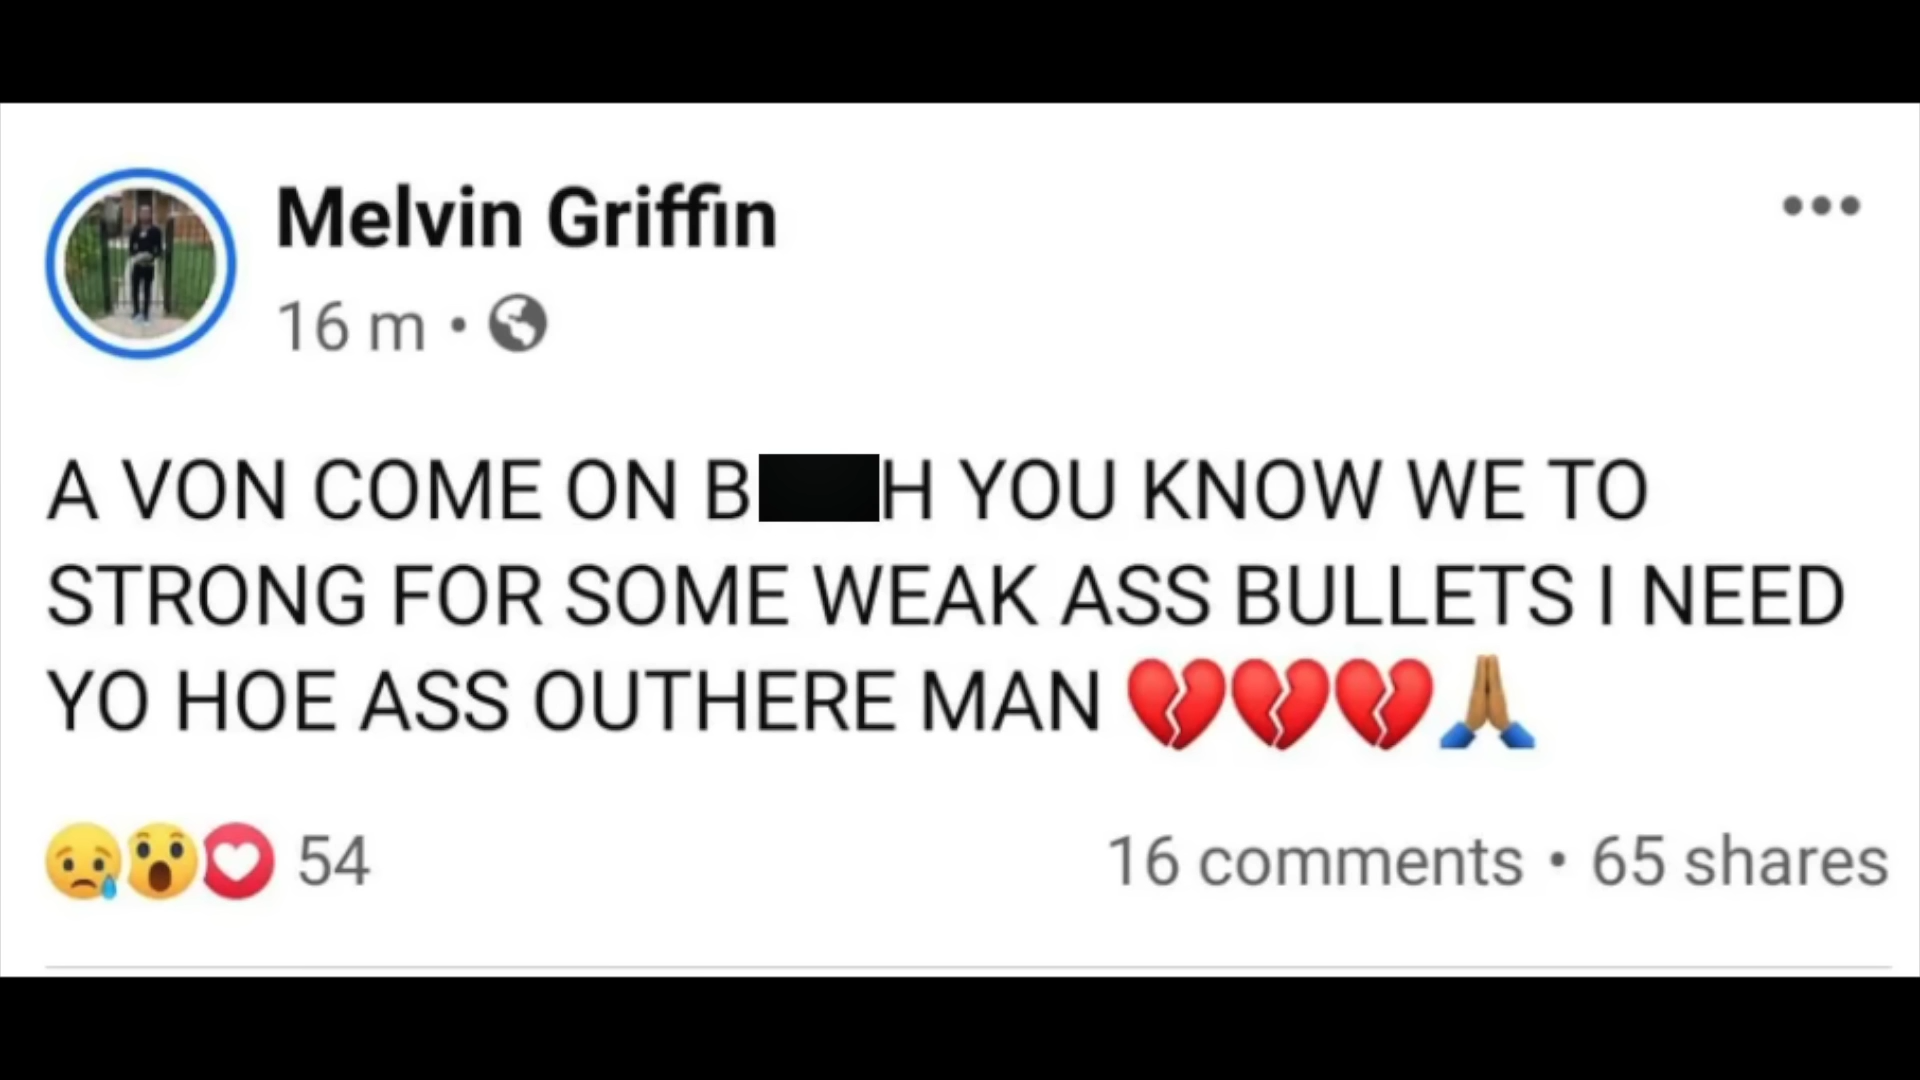 Melvin Griffin
16 m •
A VON COME ON B H YOU KNOW WE TO
STRONG FOR SOME WEAK ASS BULLETS I NEED
YO HOE ASS OUTHERE MAN 💔💔💔🙏🏾
54
16 comments • 65 shares